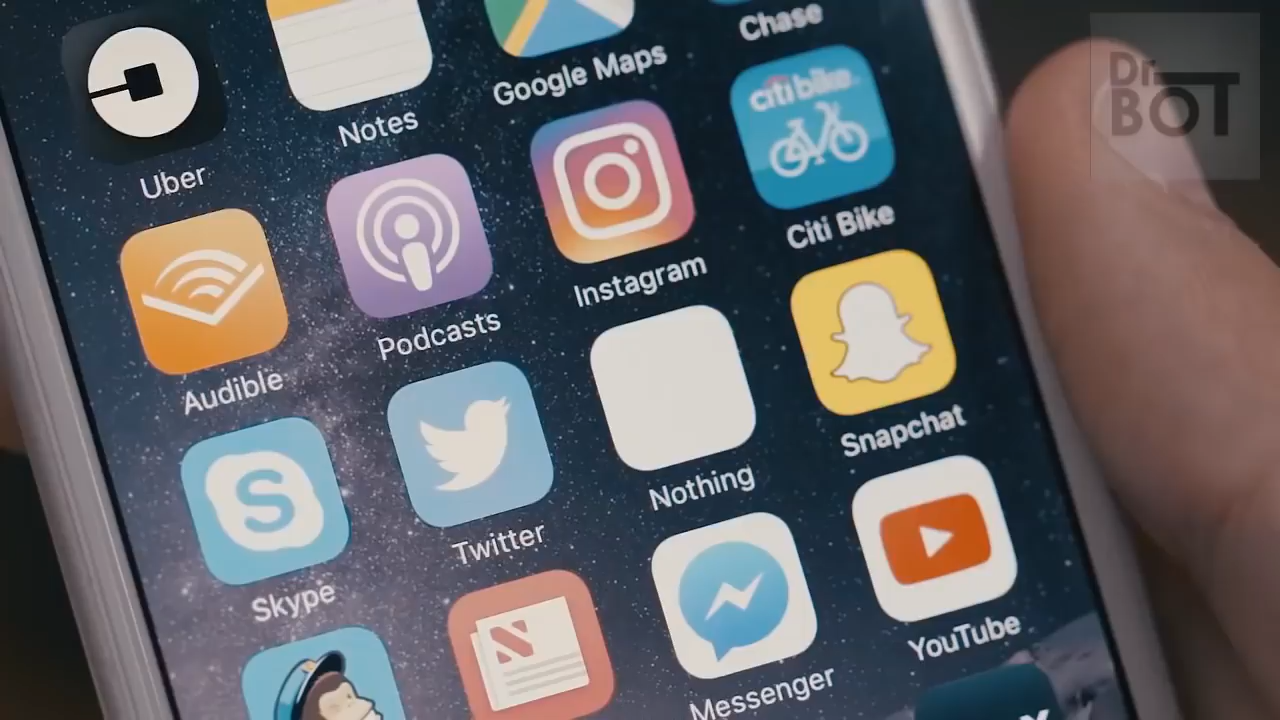 Chase
Google Maps
Notes
Uber
citi bike
Citi Bike
Instagram
Podcasts
Audible
Snapchat
Nothing
Twitter
S
Skype
YouTube
Messenger
Dr.
BOT